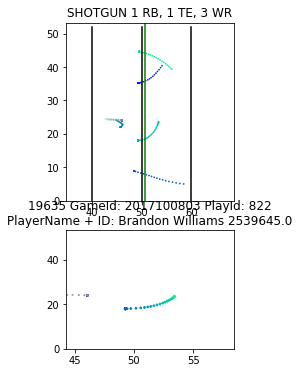 SHOTGUN 1 RB, 1 TE, 3 WR
50
40
30
20
10
0
40 50 60
19635 GameId: 2017100803 PlayId: 822
PlayerName + ID: Brandon Williams 2539645.0
40
20
0
45 50 55